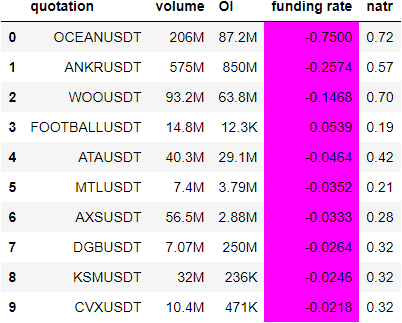 quotation volume OI funding rate natr
0 OCEANUSDT 206M 87.2M -0.7500 0.72
1 ANKRUSDT 575M 850M -0.2574 0.57
2 WOOUSDT 93.2M 63.8M -0.1468 0.70
3 FOOTBALLUSDT 14.8M 12.3K 0.0539 0.19
4 ATAUSDT 40.3M 29.1M -0.0464 0.42
5 MTLUSDT 7.4M 3.79M -0.0352 0.21
6 AXSUSDT 56.5M 2.88M -0.0333 0.28
7 DGBUSDT 7.07M 250M -0.0264 0.32
8 KSMUSDT 32M 236K -0.0246 0.32
9 CVXUSDT 10.4M 471K -0.0218 0.32